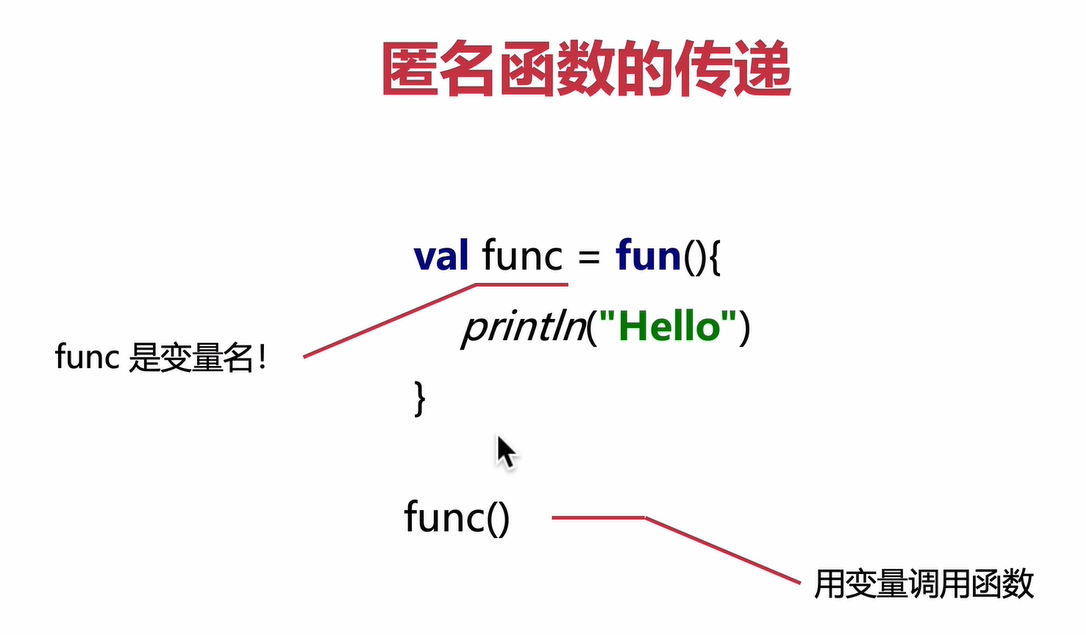 匿名函数的传递
val func = fun(){
println("Hello")
func 是变量名!
}
func()
用变量调用函数